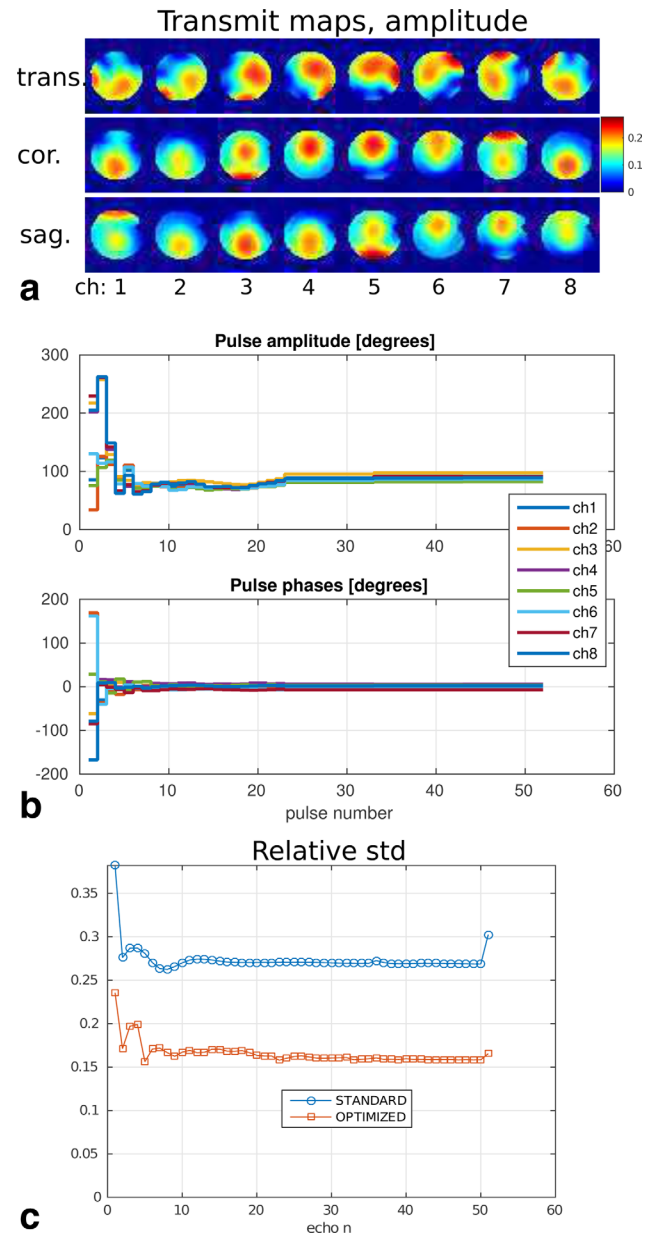 Transmit maps, amplitude
trans.
cor.
0.2
0.1
0
sag.
a
ch: 1 2 3 4 5 6 7 8
Pulse amplitude [degrees]
300
200
100
0
0 10 20 30 40 50 60
ch1
ch2
ch3
ch4
ch5
ch6
ch7
ch8
Pulse phases [degrees]
200
100
0
-100
-200
0 10 20 30 40 50 60
b
pulse number
Relative std
0.35
0.3
0.25
0.2
0.15
0.1
0.05
0
STANDARD
OPTIMIZED
0 10 20 30 40 50 60
c
echo n